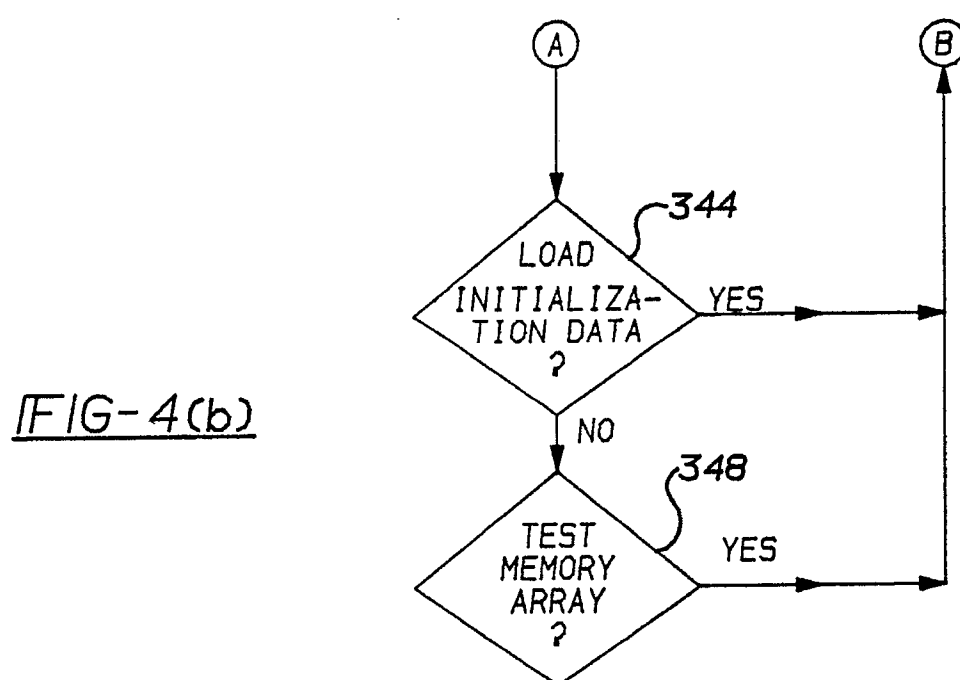 A
B
344
LOAD
INITIALIZA-
TION DATA
?
YES
FIG-4(b)
NO
348
TEST
MEMORY
ARRAY
?
YES